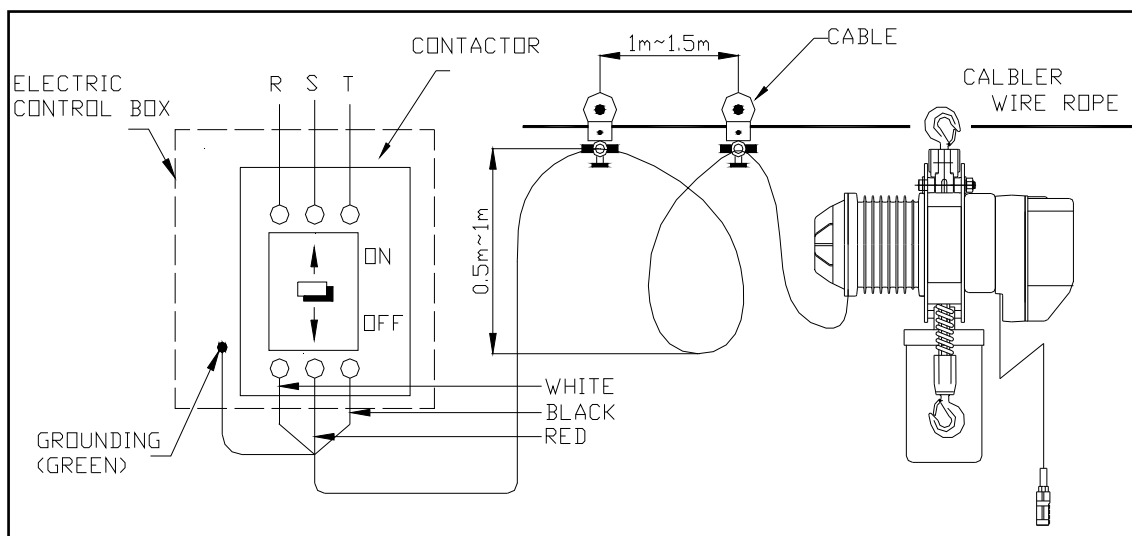 ELECTRIC
CONTROL BOX
R S T
CONTACTOR
1m~1.5m
CABLE
CALBLER
WIRE ROPE
ON
OFF
0.5m~1m
WHITE
BLACK
RED
GROUNDING
(GREEN)